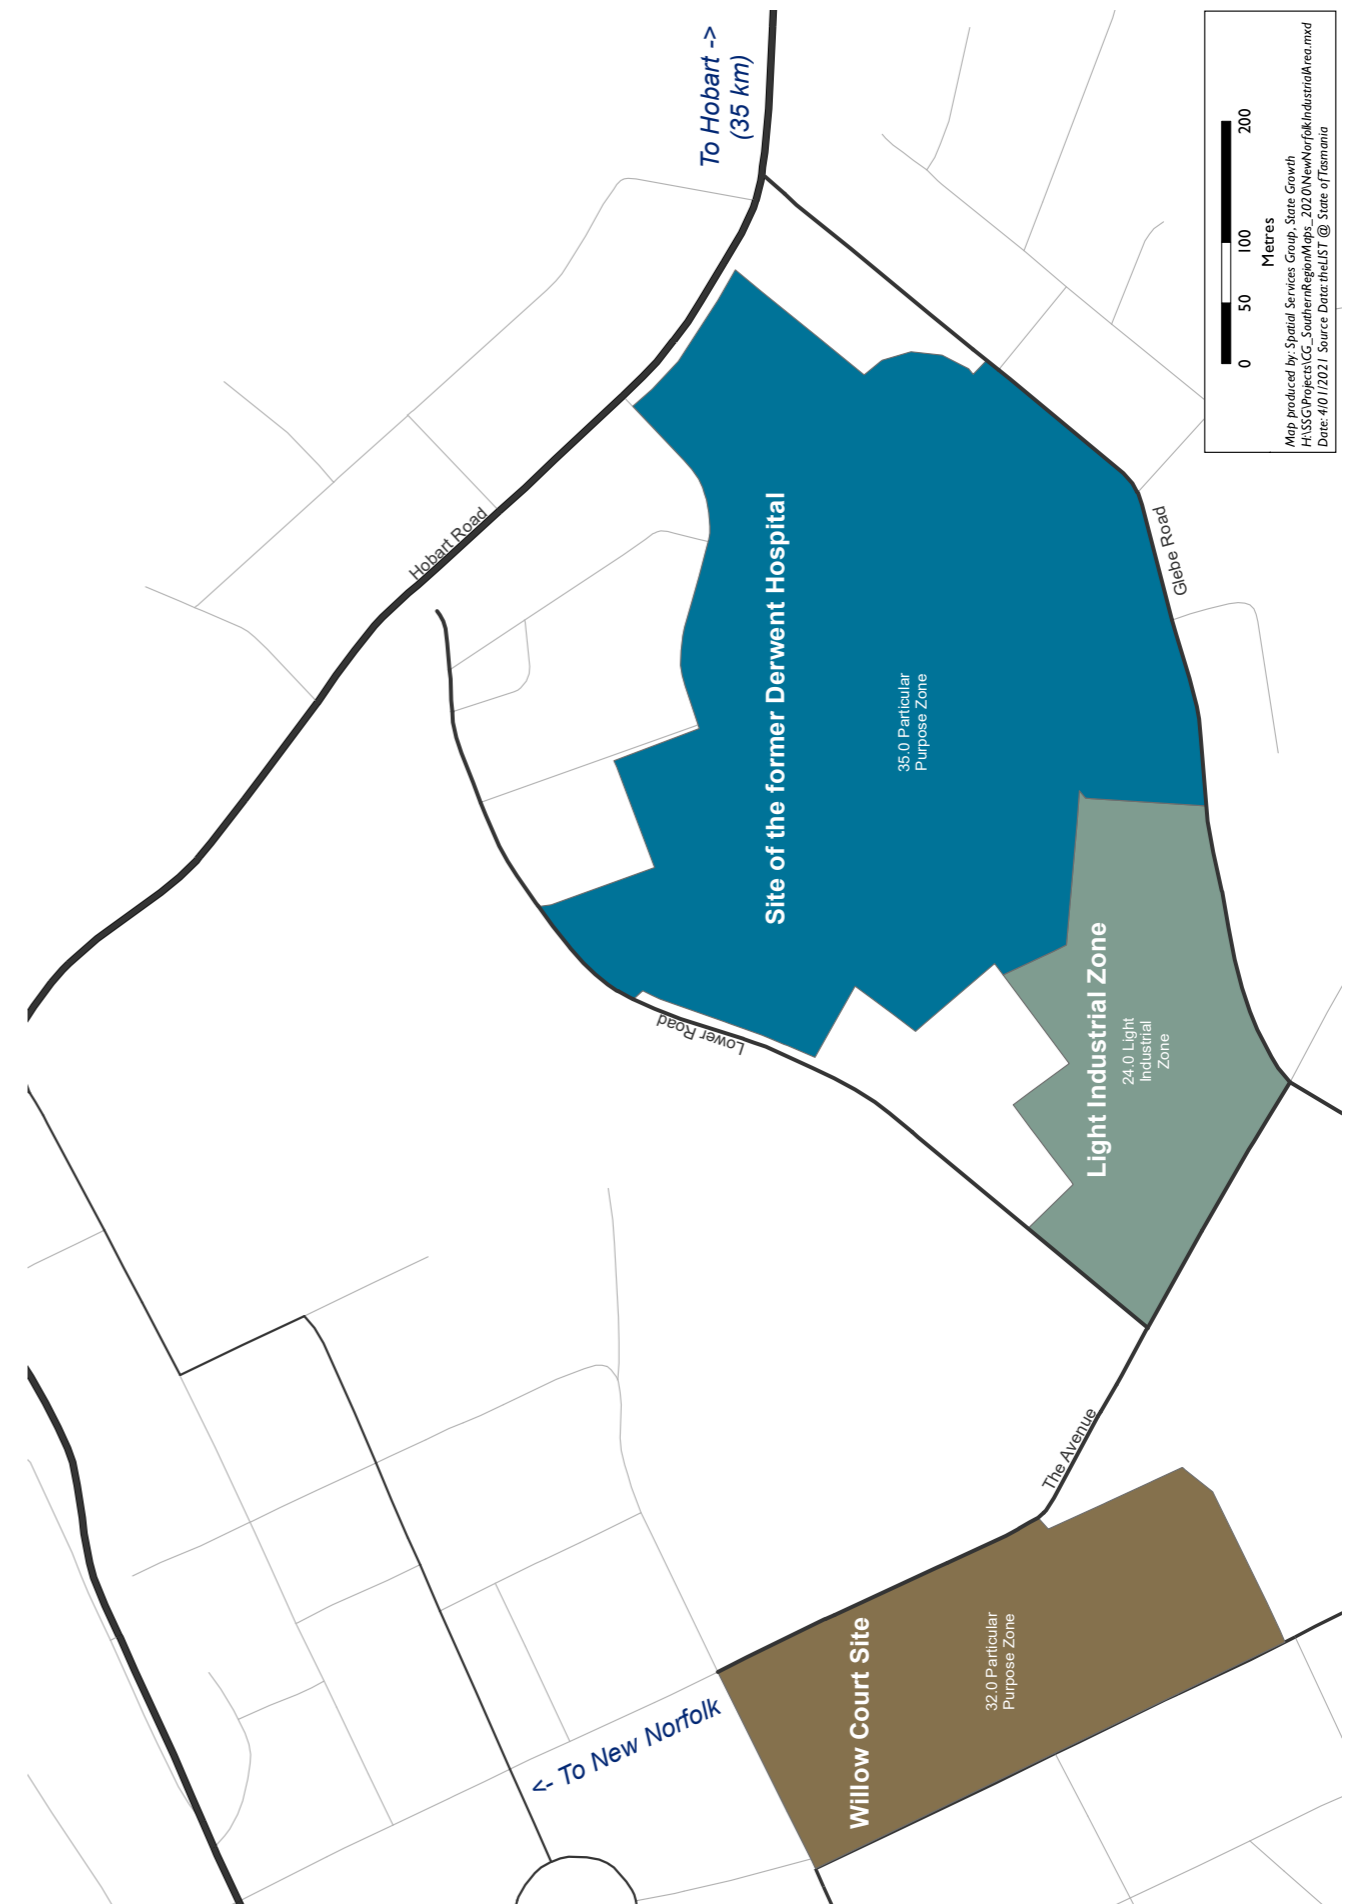 To Hobart ->
(35 km)
Hobart Road
Site of the former Derwent Hospital
35.0 Particular
Purpose Zone
Glebe Road
Lower Road
Light Industrial Zone
24.0 Light
Industrial
Zone
The Avenue
Willow Court Site
32.0 Particular
Purpose Zone
<- To New Norfolk
0 50 100 200
Metres
Map produced by: Spatial Services Group, State Growth
H:\SSG\Projects\CG_SouthernRegionMaps_2020\NewNorfolkIndustrialArea.mxd
Date: 4/01/2021 Source Data: theLIST @ State of Tasmania